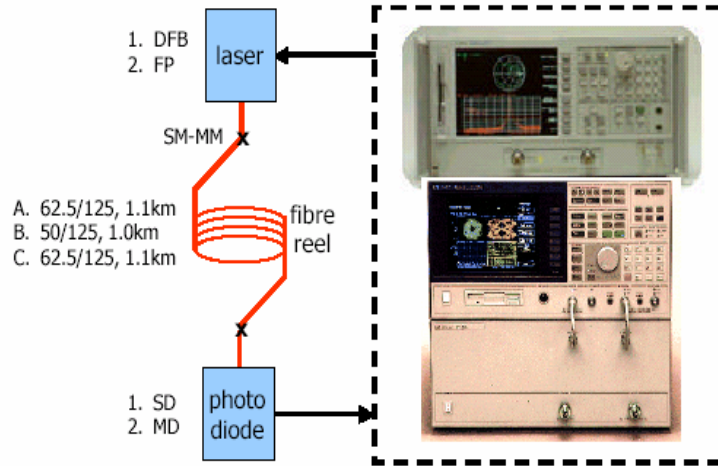 1. DFB
2. FP
laser
SM-MM
A. 62.5/125, 1.1km
B. 50/125, 1.0km
C. 62.5/125, 1.1km
fibre
reel
1. SD
2. MD
photo
diode